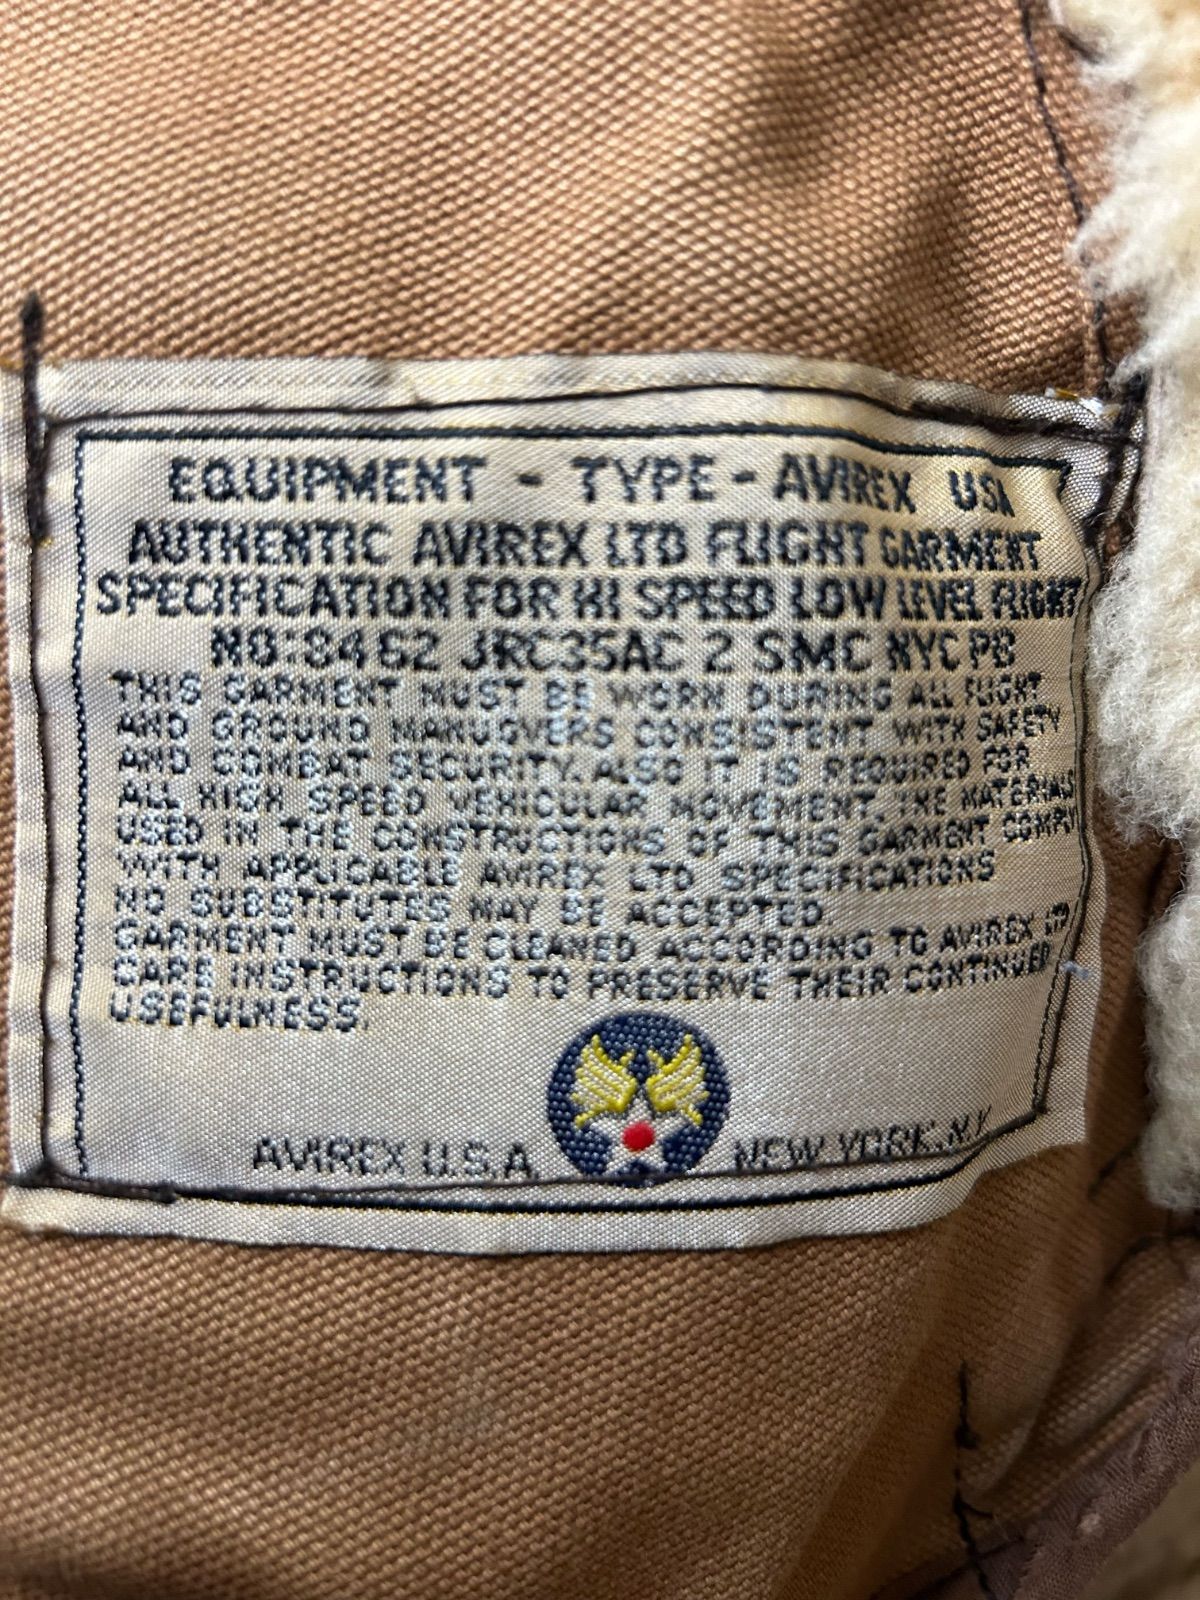 EQUIPMENT - TYPE - AVIREX USA
AUTHENTIC AVIREX LTD FLIGHT GARMENT
SPECIFICATION FOR HI SPEED LOW LEVEL FLIGHT
NO:8462 JRC35AC 2 SMC NYC PB
THIS GARMENT MUST BE WORN DURING ALL FLIGHT
AND GROUND MANUOVERS CONSISTENT WITH SAFETY
AND COMBAT SECURITY. ALSO IT IS REQUIRED FOR
ALL HIGH SPEED VEHICULAR MOVEMENT. THE MATERIALS
USED IN THE CONSTRUCTIONS OF THIS GARMENT COMPLY
WITH APPLICABLE AVIREX LTD SPECIFICATIONS
NO SUBSTITUTES MAY BE ACCEPTED.
GARMENT MUST BE CLEANED ACCORDING TO AVIREX LTD
CARE INSTRUCTIONS TO PRESERVE THEIR CONTINUED
USEFULNESS.
AVIREX U.S.A. NEW YORK, N.Y.